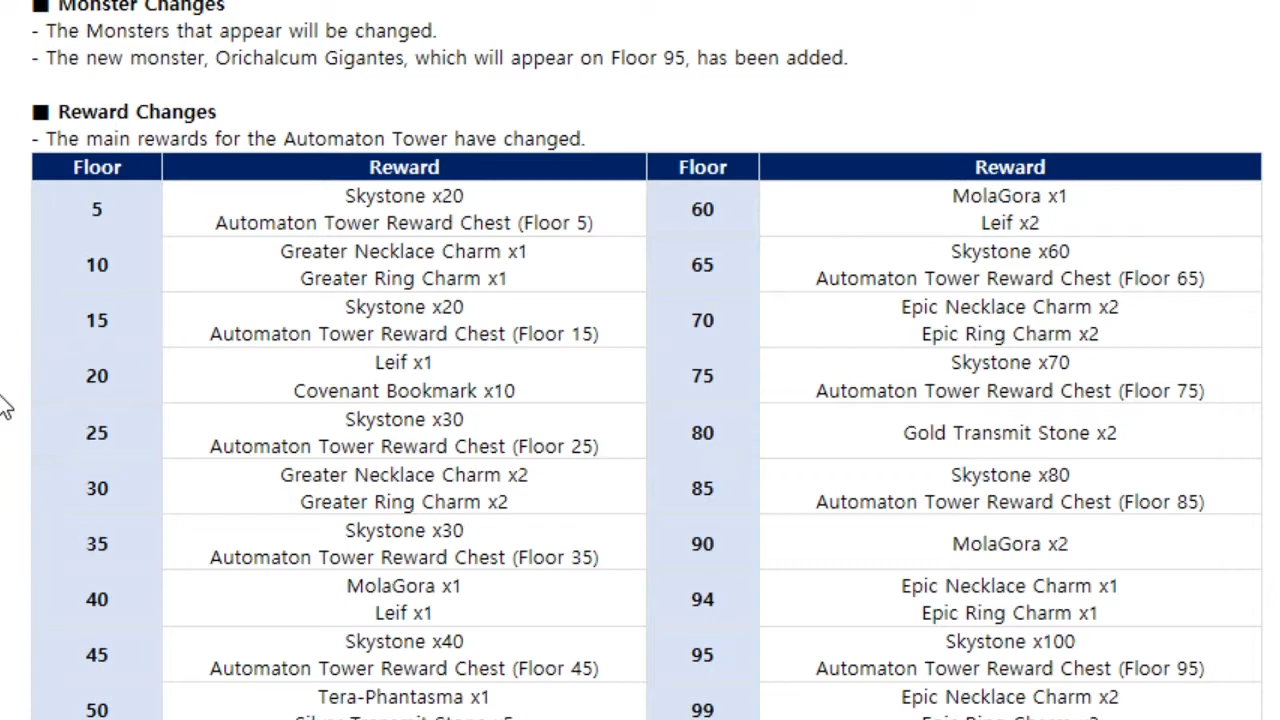 ■ Monster Changes
- The Monsters that appear will be changed.
- The new monster, Orichalcum Gigantes, which will appear on Floor 95, has been added.
■ Reward Changes
- The main rewards for the Automaton Tower have changed.
Floor Reward Floor Reward
5
Skystone x20
Automaton Tower Reward Chest (Floor 5)
60
MolaGora x1
Leif x2
10
Greater Necklace Charm x1
Greater Ring Charm x1
65
Skystone x60
Automaton Tower Reward Chest (Floor 65)
15
Skystone x20
Automaton Tower Reward Chest (Floor 15)
70
Epic Necklace Charm x2
Epic Ring Charm x2
20
Leif x1
Covenant Bookmark x10
75
Skystone x70
Automaton Tower Reward Chest (Floor 75)
25
Skystone x30
Automaton Tower Reward Chest (Floor 25)
80
Gold Transmit Stone x2
30
Greater Necklace Charm x2
Greater Ring Charm x2
85
Skystone x80
Automaton Tower Reward Chest (Floor 85)
35
Skystone x30
Automaton Tower Reward Chest (Floor 35)
90
MolaGora x2
40
MolaGora x1
Leif x1
94
Epic Necklace Charm x1
Epic Ring Charm x1
45
Skystone x40
Automaton Tower Reward Chest (Floor 45)
95
Skystone x100
Automaton Tower Reward Chest (Floor 95)
50
Tera-Phantasma x1
Silver Transmit Stone x5
99
Epic Necklace Charm x2
Epic Ring Charm x2